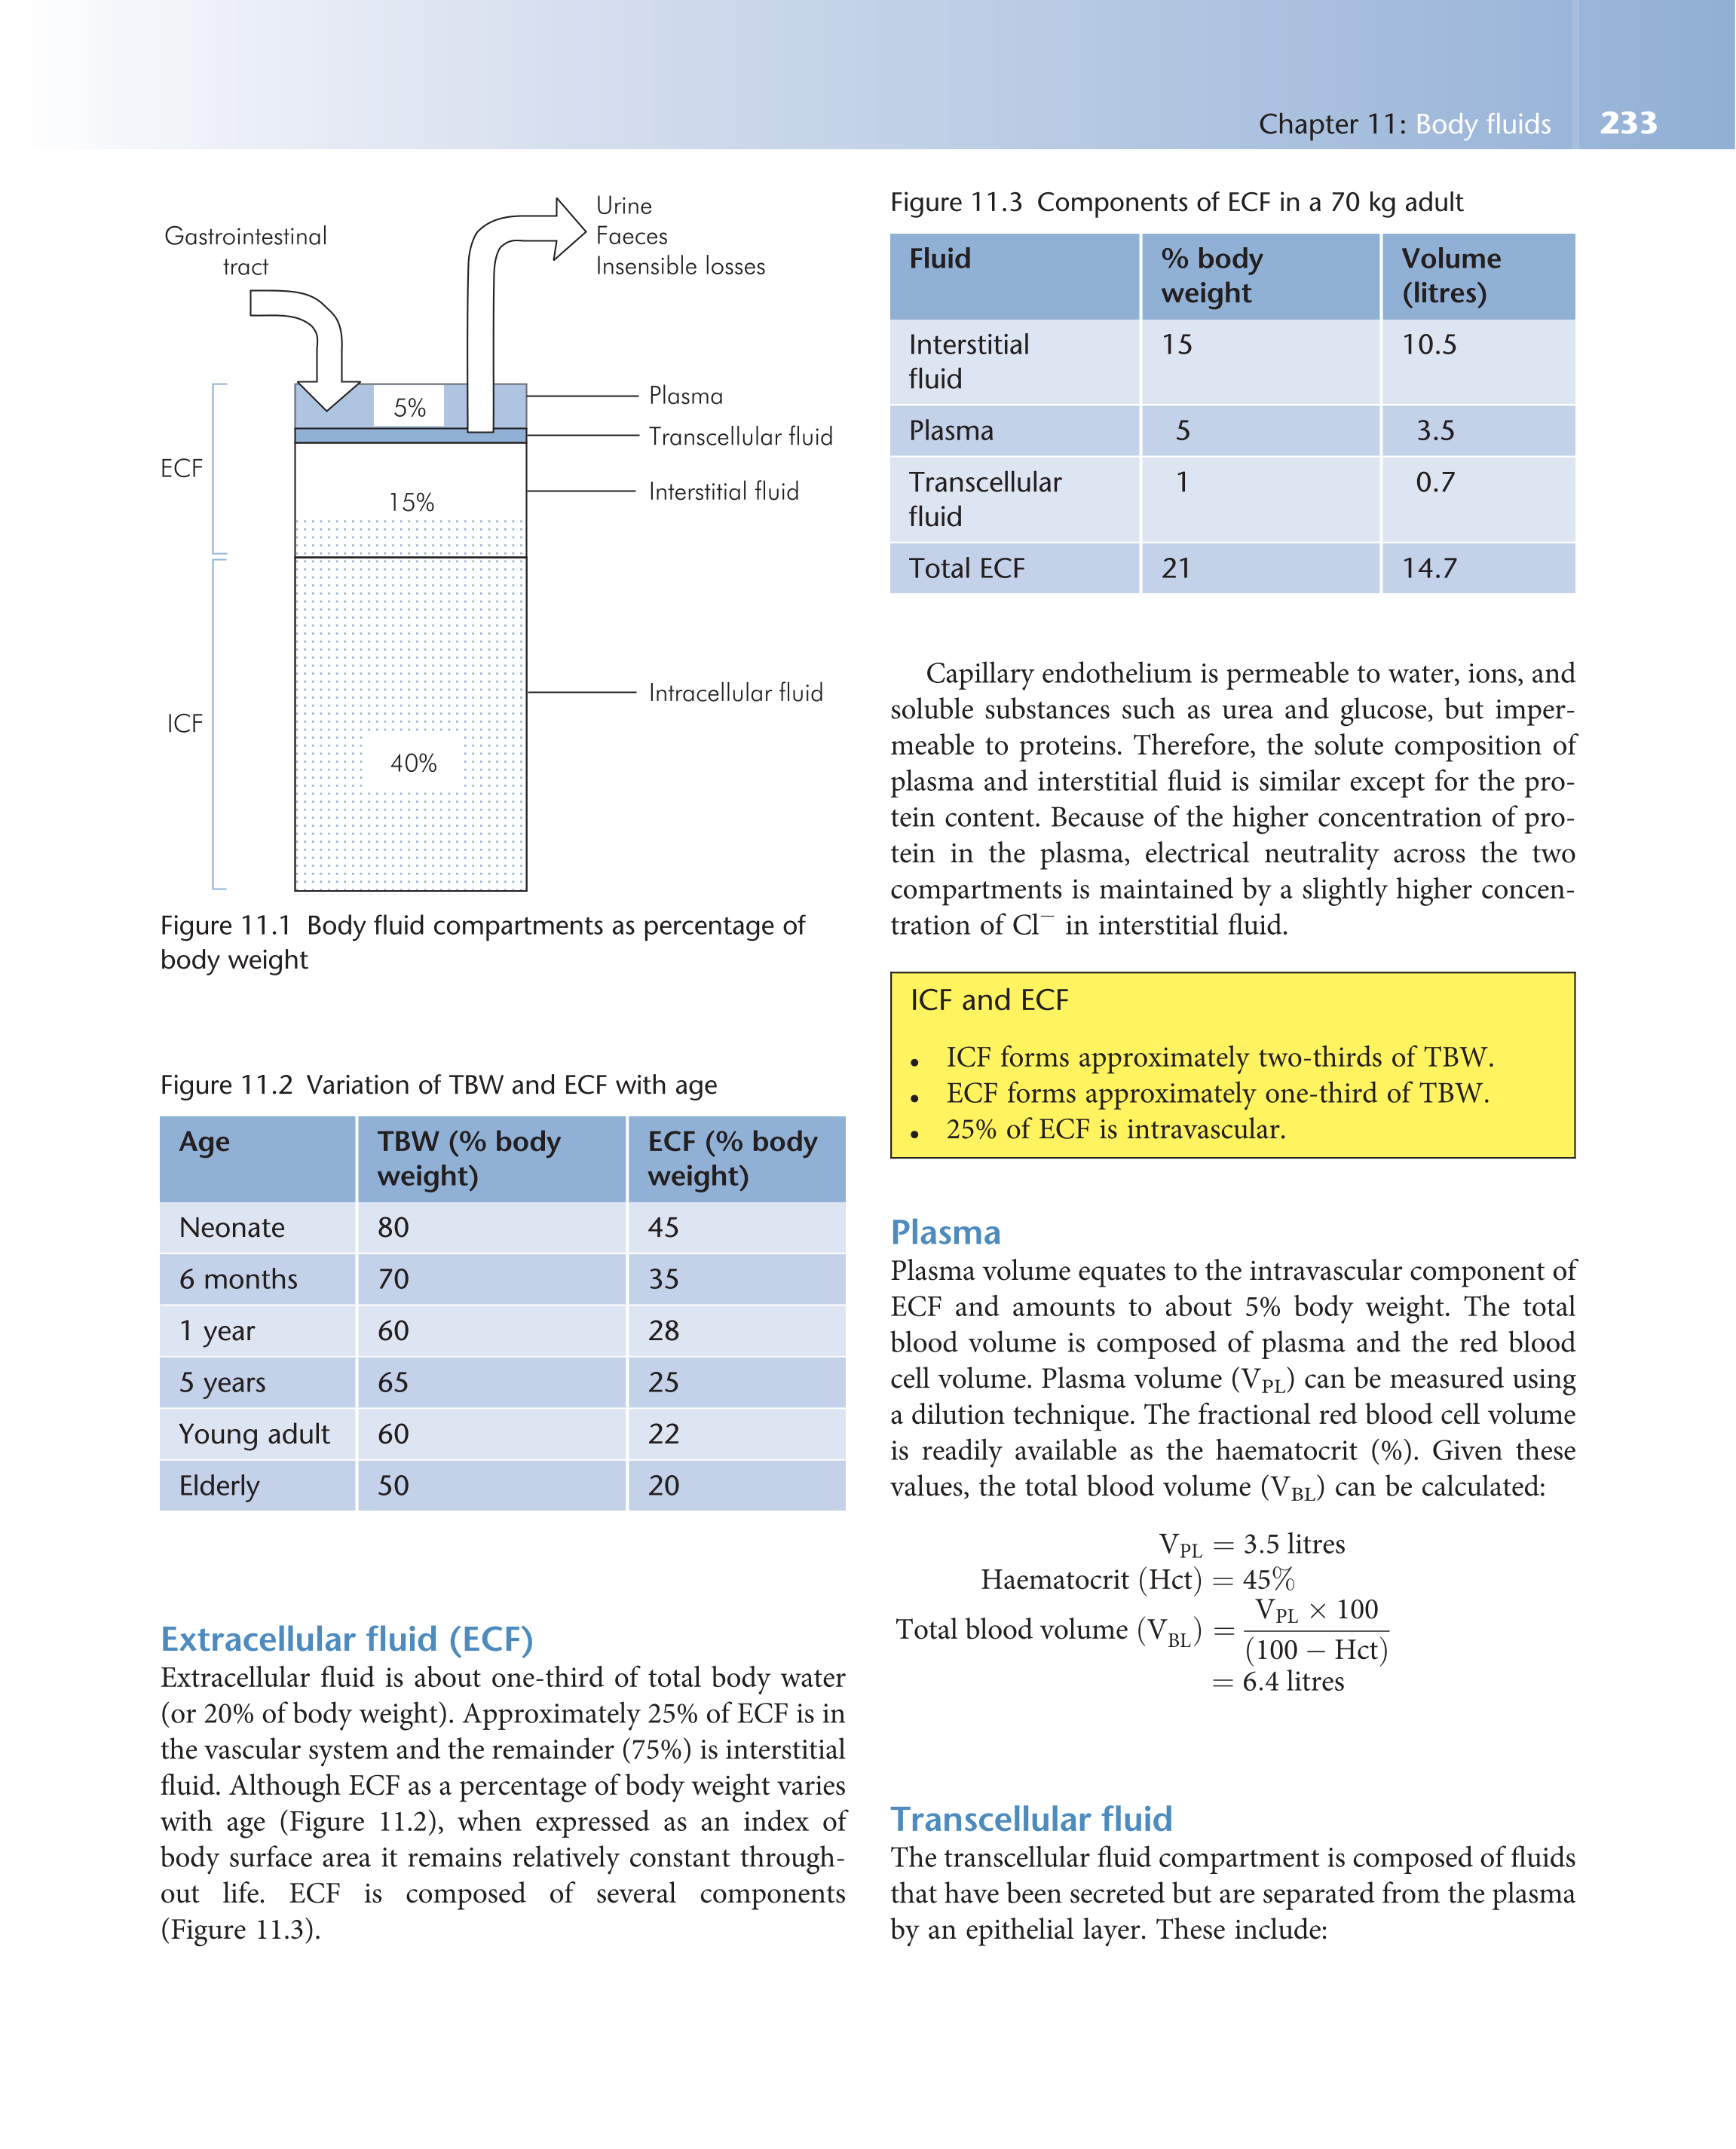 Chapter 11: Body fluids 233
Gastrointestinal
tract
Urine
Faeces
Insensible losses
5%
Plasma
Transcellular fluid
ECF
15%
Interstitial fluid
Intracellular fluid
ICF
40%
Figure 11.1 Body fluid compartments as percentage of
body weight
Figure 11.2 Variation of TBW and ECF with age
Age TBW (% body weight) ECF (% body weight)
Neonate 80 45
6 months 70 35
1 year 60 28
5 years 65 25
Young adult 60 22
Elderly 50 20
Extracellular fluid (ECF)
Extracellular fluid is about one-third of total body water
(or 20% of body weight). Approximately 25% of ECF is in
the vascular system and the remainder (75%) is interstitial
fluid. Although ECF as a percentage of body weight varies
with age (Figure 11.2), when expressed as an index of
body surface area it remains relatively constant through-
out life. ECF is composed of several components
(Figure 11.3).
Figure 11.3 Components of ECF in a 70 kg adult
Fluid % body weight Volume (litres)
Interstitial fluid 15 10.5
Plasma 5 3.5
Transcellular fluid 1 0.7
Total ECF 21 14.7
Capillary endothelium is permeable to water, ions, and
soluble substances such as urea and glucose, but imper-
meable to proteins. Therefore, the solute composition of
plasma and interstitial fluid is similar except for the pro-
tein content. Because of the higher concentration of pro-
tein in the plasma, electrical neutrality across the two
compartments is maintained by a slightly higher concen-
tration of Cl⁻ in interstitial fluid.
ICF and ECF
• ICF forms approximately two-thirds of TBW.
• ECF forms approximately one-third of TBW.
• 25% of ECF is intravascular.
Plasma
Plasma volume equates to the intravascular component of
ECF and amounts to about 5% body weight. The total
blood volume is composed of plasma and the red blood
cell volume. Plasma volume (V_PL) can be measured using
a dilution technique. The fractional red blood cell volume
is readily available as the haematocrit (%). Given these
values, the total blood volume (V_BL) can be calculated:
V_PL = 3.5 litres
Haematocrit (Hct) = 45%
Total blood volume (V_BL) = V_PL × 100 / (100 − Hct)
= 6.4 litres
Transcellular fluid
The transcellular fluid compartment is composed of fluids
that have been secreted but are separated from the plasma
by an epithelial layer. These include: